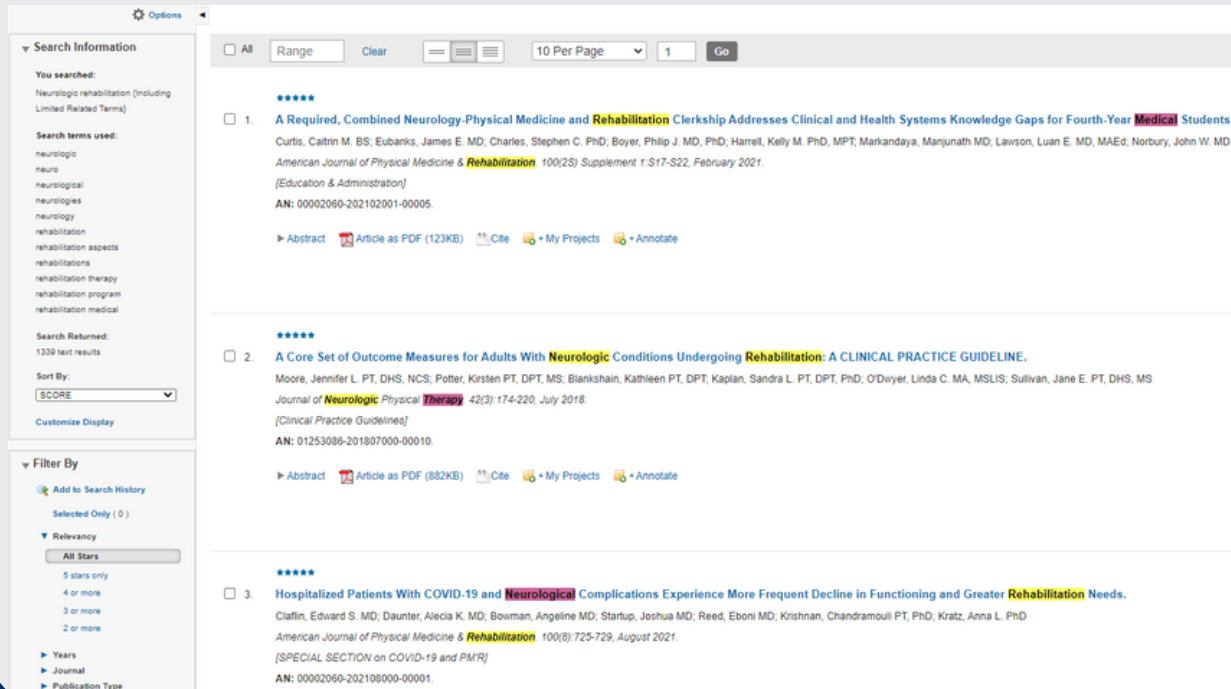 Options
Search Information
You searched:
Neurologic rehabilitation {Including
Limited Related Terms}
Search terms used:
neurologic
neuro
neurological
neurologies
neurology
rehabilitation
rehabilitation aspects
rehabilitations
rehabilitation therapy
rehabilitation program
rehabilitation medical
Search Returned:
1339 text results
Sort By:
SCORE
Customize Display
Filter By
Add to Search History
Selected Only ( 0 )
Relevancy
All Stars
5 stars only
4 or more
3 or more
2 or more
Years
Journal
Publication Type
All Range Clear 10 Per Page 1 Go
1. A Required, Combined Neurology-Physical Medicine and Rehabilitation Clerkship Addresses Clinical and Health Systems Knowledge Gaps for Fourth-Year Medical Students.
Curtis, Caitrin M. BS; Eubanks, James E. MD; Charles, Stephen C. PhD; Boyer, Philip J. MD, PhD; Harrell, Kelly M. PhD, MPT; Markandaya, Manjunath MD; Lawson, Luan E. MD, MAEd; Norbury, John W. MD
American Journal of Physical Medicine & Rehabilitation. 100(2S) Supplement 1:S17-S22, February 2021.
[Education & Administration]
AN: 00002060-202102001-00005.
Abstract Article as PDF (123KB) Cite + My Projects + Annotate
2. A Core Set of Outcome Measures for Adults With Neurologic Conditions Undergoing Rehabilitation: A CLINICAL PRACTICE GUIDELINE.
Moore, Jennifer L. PT, DHS, NCS; Potter, Kirsten PT, DPT, MS; Blankshain, Kathleen PT, DPT; Kaplan, Sandra L. PT, DPT, PhD; O'Dwyer, Linda C. MA, MSLIS; Sullivan, Jane E. PT, DHS, MS
Journal of Neurologic Physical Therapy. 42(3):174-220, July 2018.
[Clinical Practice Guidelines]
AN: 01253086-201807000-00010.
Abstract Article as PDF (882KB) Cite + My Projects + Annotate
3. Hospitalized Patients With COVID-19 and Neurological Complications Experience More Frequent Decline in Functioning and Greater Rehabilitation Needs.
Claflin, Edward S. MD; Daunter, Alecia K. MD; Bowman, Angeline MD; Startup, Joshua MD; Reed, Eboni MD; Krishnan, Chandramouli PT, PhD; Kratz, Anna L. PhD
American Journal of Physical Medicine & Rehabilitation. 100(8):725-729, August 2021.
[SPECIAL SECTION on COVID-19 and PM'R]
AN: 00002060-202108000-00001.